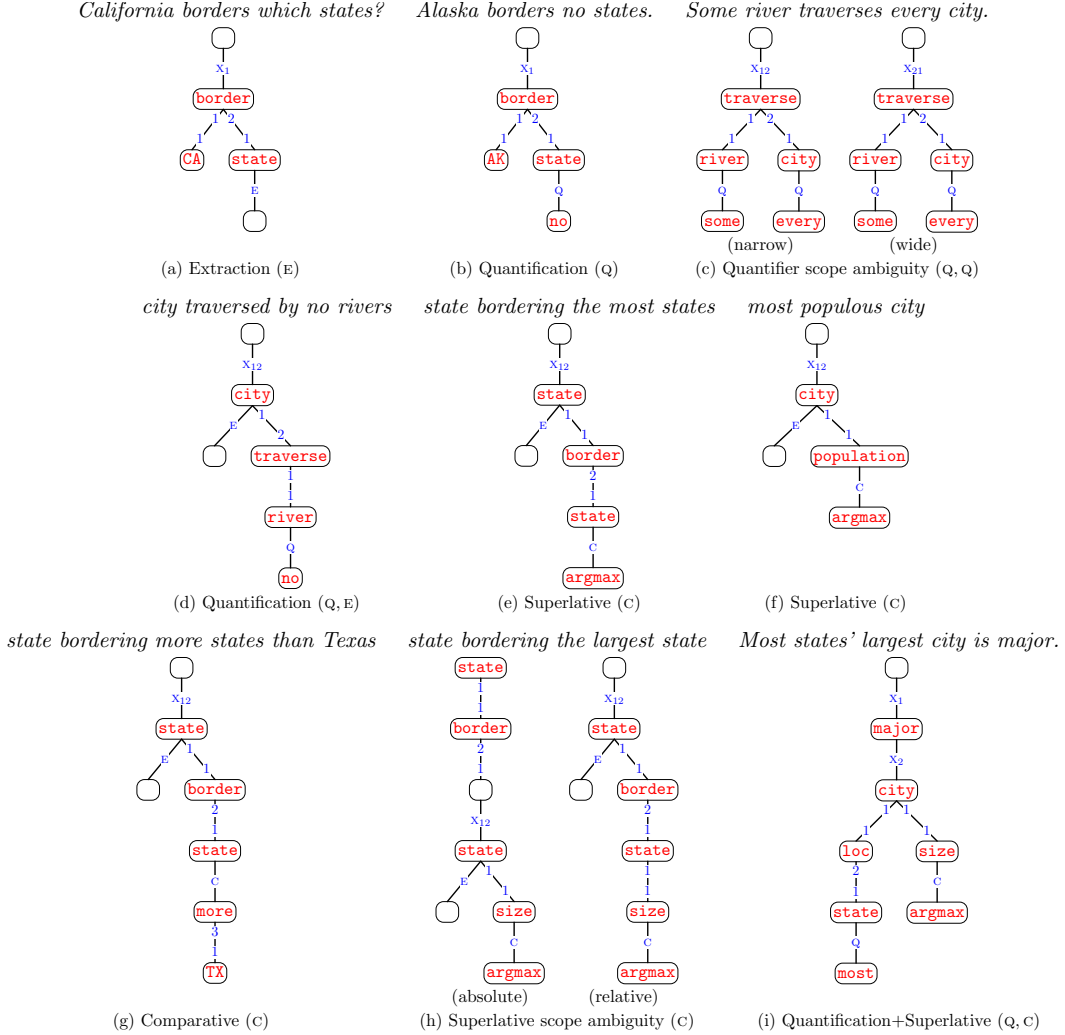 California borders which states?
Alaska borders no states.
Some river traverses every city.
X₁
border
1 2
1 1
CA state
E
X₁
border
1 2
1 1
AK state
Q
no
X₁₂
traverse
1 2
1 1
river city
Q Q
some every
(narrow)
X₂₁
traverse
1 2
1 1
river city
Q Q
some every
(wide)
(a) Extraction (E)
(b) Quantification (Q)
(c) Quantifier scope ambiguity (Q, Q)
city traversed by no rivers
state bordering the most states
most populous city
X₁₂
city
E 1
2
traverse
1
1
river
Q
no
X₁₂
state
E 1
1
border
2
1
state
C
argmax
X₁₂
city
E 1
1
population
C
argmax
(d) Quantification (Q, E)
(e) Superlative (C)
(f) Superlative (C)
state bordering more states than Texas
state bordering the largest state
Most states' largest city is major.
X₁₂
state
E 1
1
border
2
1
state
C
more
3
1
TX
state
1
1
border
2
1
X₁₂
state
E 1
1
size
C
argmax
(absolute)
X₁₂
state
E 1
1
border
2
1
state
1
1
size
C
argmax
(relative)
X₁
major
X₂
city
1 1
1 1
loc size
2
1
C
state argmax
Q
most
(g) Comparative (C)
(h) Superlative scope ambiguity (C)
(i) Quantification+Superlative (Q, C)